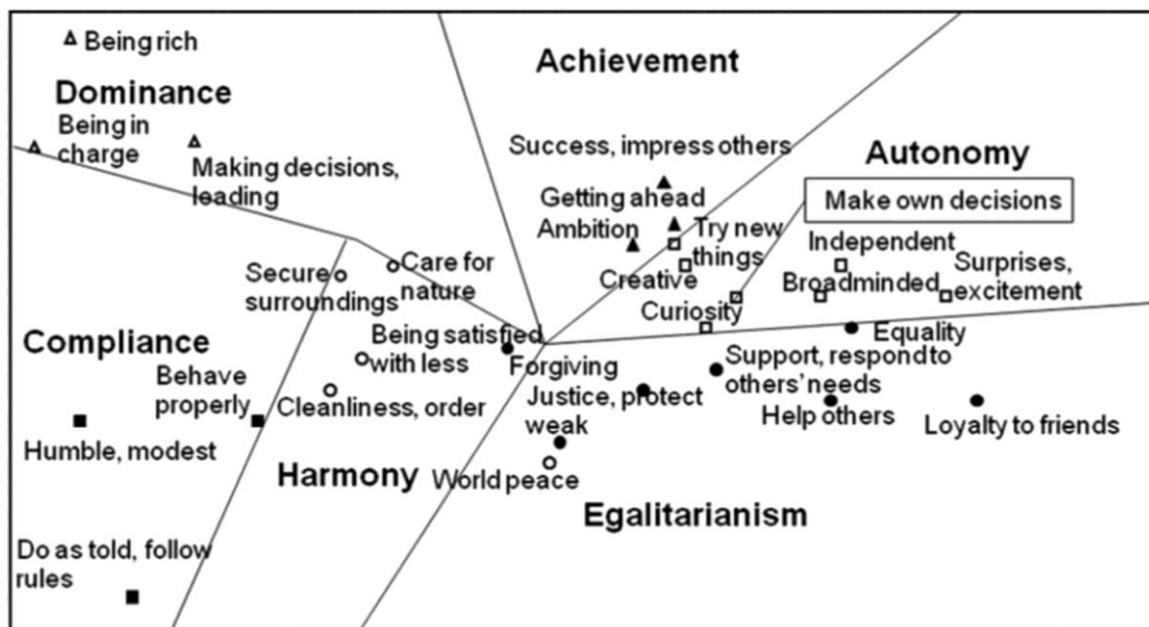 Being rich
Dominance
Being in
charge
Making decisions,
leading
Achievement
Success, impress others
Getting ahead
Ambition
Try new
things
Creative
Curiosity
Autonomy
Make own decisions
Independent
Broadminded
Surprises,
excitement
Secure
surroundings
Care for
nature
Being satisfied
with less
Cleanliness, order
Harmony
Compliance
Behave
properly
Humble, modest
Do as told, follow
rules
Forgiving
Justice, protect
weak
World peace
Equality
Support, respond to
others' needs
Help others
Loyalty to friends
Egalitarianism